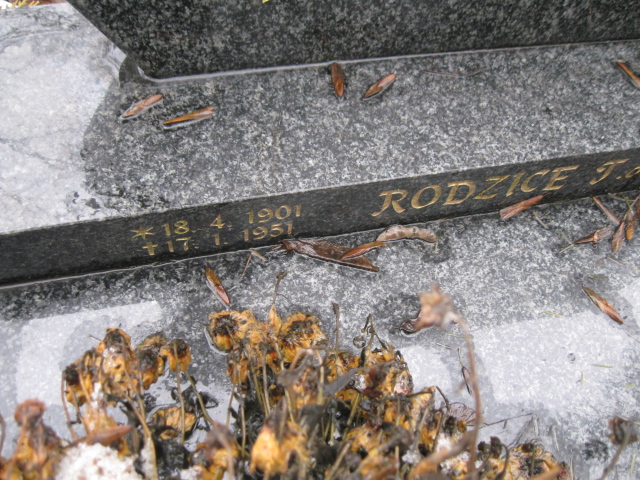 * 18. 4. 1901
✝ 17. 1. 1951
RODZICE